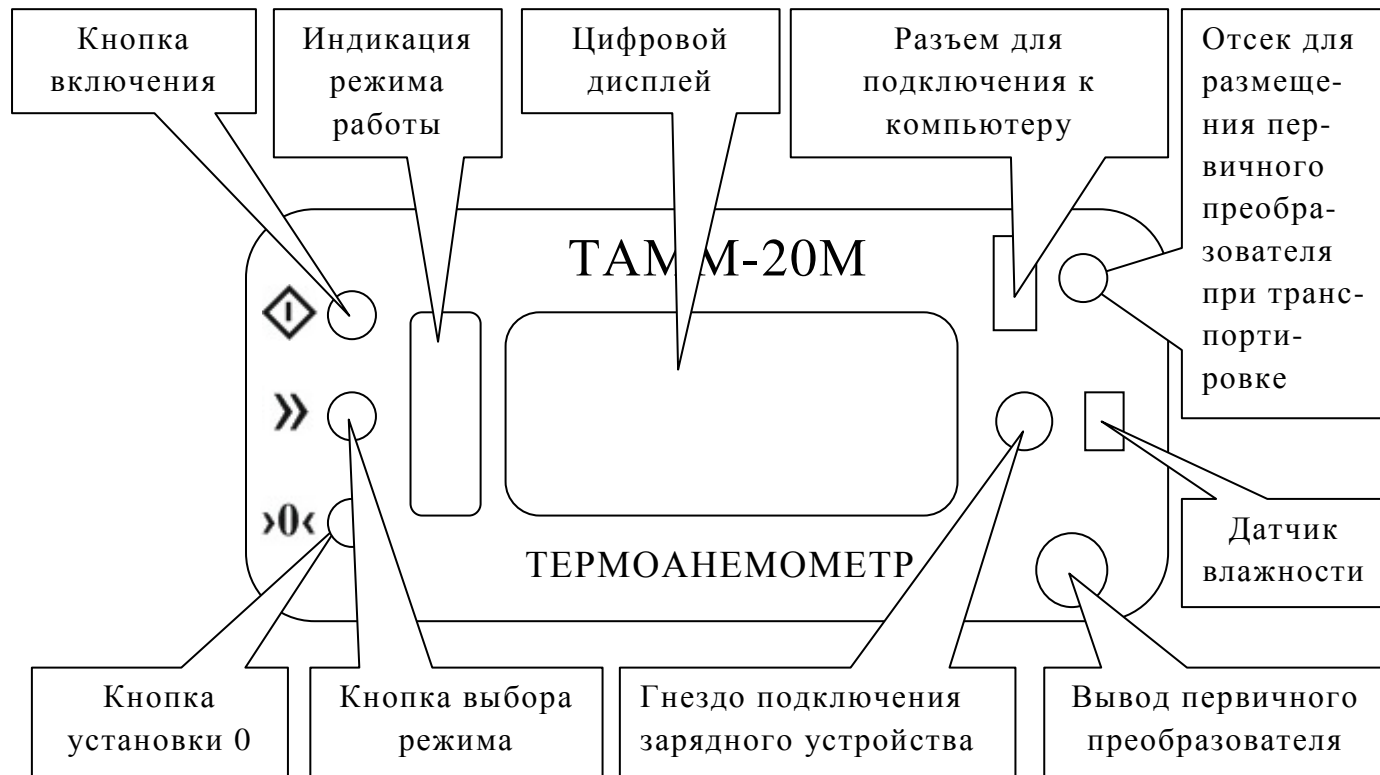 Кнопка
включения
Индикация
режима
работы
Цифровой
дисплей
Разъем для
подключения к
компьютеру
Отсек для
размеще-
ния пер-
вичного
преобра-
зователя
при транс-
порти-
ровке
ТАММ-20М
»
›0‹
ТЕРМОАНЕМОМЕТР
Датчик
влажности
Кнопка
установки 0
Кнопка выбора
режима
Гнездо подключения
зарядного устройства
Вывод первичного
преобразователя